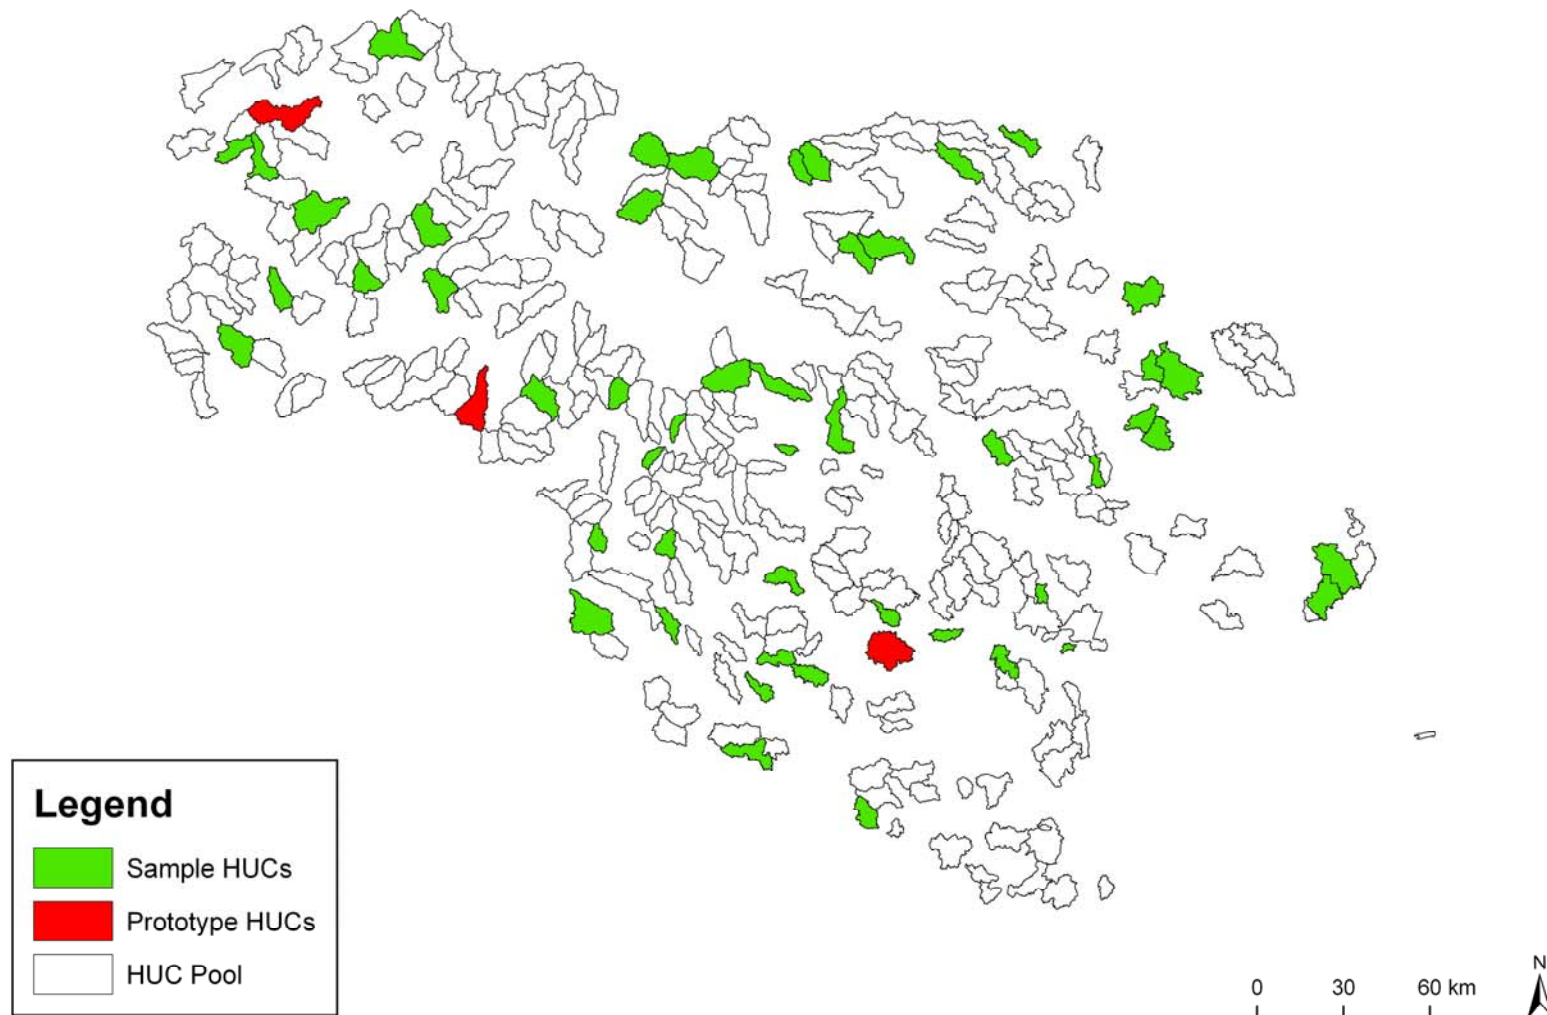 Legend
Sample HUCs
Prototype HUCs
HUC Pool
N
0 30 60 km